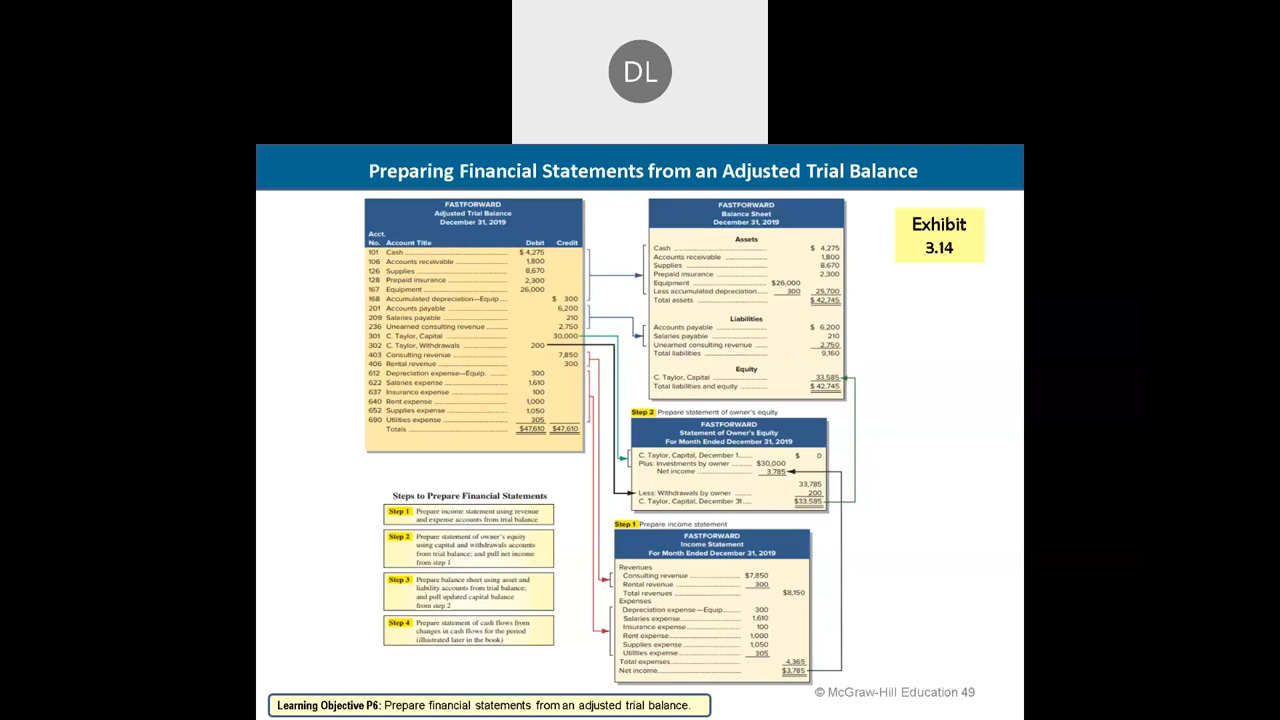 DL
Preparing Financial Statements from an Adjusted Trial Balance
FASTFORWARD
Adjusted Trial Balance
December 31, 2019
Acct.
No. Account Title Debit Credit
101 Cash $ 4,275
106 Accounts receivable 1,800
126 Supplies 8,670
128 Prepaid insurance 2,300
167 Equipment 26,000
168 Accumulated depreciation—Equip. $ 300
201 Accounts payable 6,200
209 Salaries payable 210
236 Unearned consulting revenue 2,750
301 C. Taylor, Capital 30,000
302 C. Taylor, Withdrawals 200
403 Consulting revenue 7,850
406 Rental revenue 300
612 Depreciation expense—Equip. 300
622 Salaries expense 1,610
637 Insurance expense 100
640 Rent expense 1,000
652 Supplies expense 1,050
690 Utilities expense 305
Totals $47,610 $47,610
FASTFORWARD
Balance Sheet
December 31, 2019
Assets
Cash $ 4,275
Accounts receivable 1,800
Supplies 8,670
Prepaid insurance 2,300
Equipment $26,000
Less accumulated depreciation 300 25,700
Total assets $ 42,745
Liabilities
Accounts payable $ 6,200
Salaries payable 210
Unearned consulting revenue 2,750
Total liabilities 9,160
Equity
C. Taylor, Capital 33,585
Total liabilities and equity $ 42,745
Exhibit
3.14
Step 2 Prepare statement of owner's equity
FASTFORWARD
Statement of Owner's Equity
For Month Ended December 31, 2019
C. Taylor, Capital, December 1 $ 0
Plus: Investments by owner $30,000
Net income 3,785
33,785
Less: Withdrawals by owner 200
C. Taylor, Capital, December 31 $33,585
Steps to Prepare Financial Statements
Step 1 Prepare income statement using revenue
and expense accounts from trial balance
Step 2 Prepare statement of owner's equity
using capital and withdrawals accounts
from trial balance; and pull net income
from step 1
Step 3 Prepare balance sheet using asset and
liability accounts from trial balance;
and pull updated capital balance
from step 2
Step 4 Prepare statement of cash flows from
changes in cash flows for the period
(illustrated later in the book)
Step 1 Prepare income statement
FASTFORWARD
Income Statement
For Month Ended December 31, 2019
Revenues
Consulting revenue $7,850
Rental revenue 300
Total revenues $8,150
Expenses
Depreciation expense—Equip. 300
Salaries expense 1,610
Insurance expense 100
Rent expense 1,000
Supplies expense 1,050
Utilities expense 305
Total expenses 4,365
Net income $3,785
© McGraw-Hill Education 49
Learning Objective P6: Prepare financial statements from an adjusted trial balance.